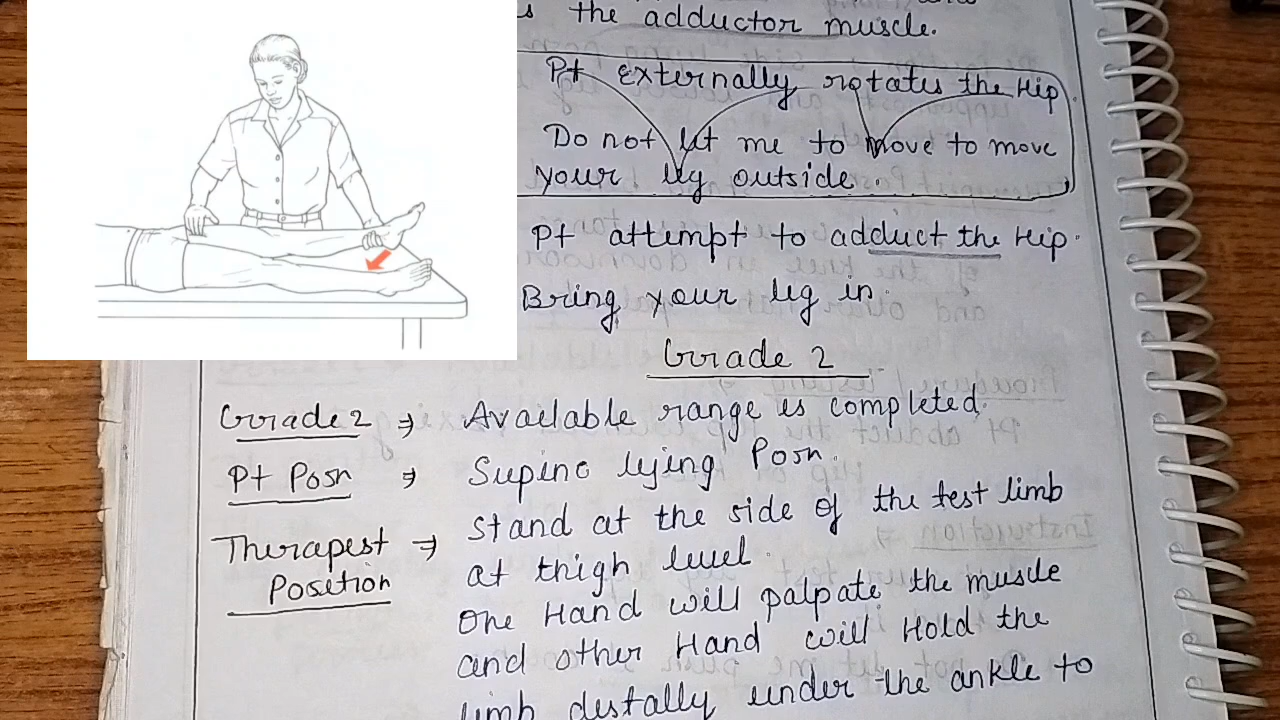 the adductor muscle.
Pt externally rotates the Hip.
Do not let me to move to move
your leg outside.
Pt attempt to adduct the Hip.
Bring your leg in.
Grade 2
Grade 2 ⇒ Available range is completed.
Pt Posn ⇒ Supine lying Posn.
Therapest ⇒ Stand at the side of the test limb
Position at thigh level.
One Hand will palpate the muscle
and other Hand will Hold the
limb distally under the ankle to